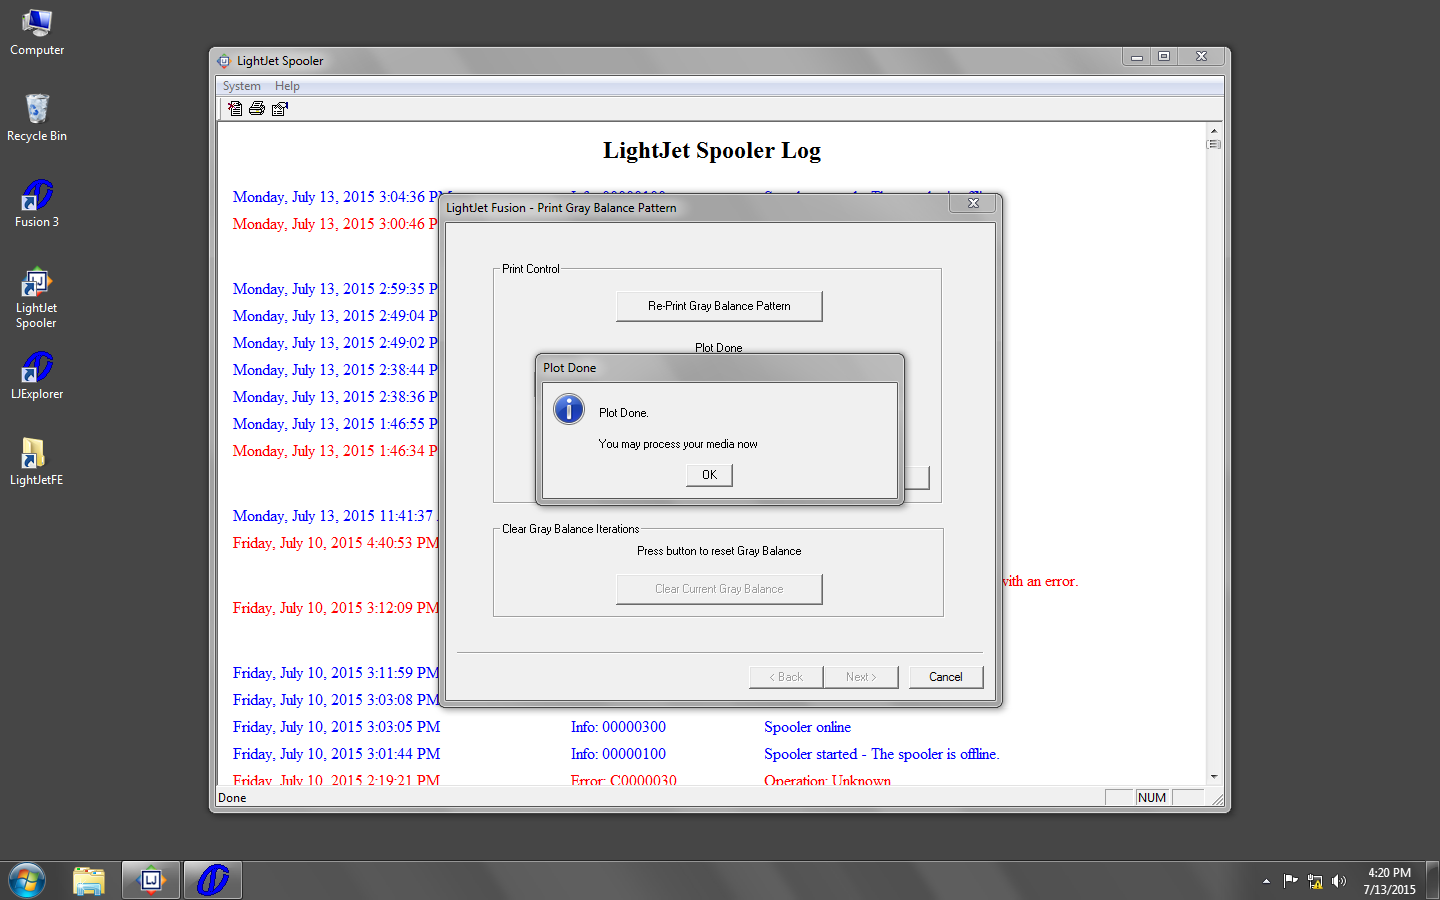 Computer
Recycle Bin
Fusion 3
LightJet
Spooler
LJExplorer
LightJetFE
LightJet Spooler
System Help
LightJet Spooler Log
Monday, July 13, 2015 3:04:36 PM Info: 00000100 Spooler started - The spooler is offline.
Monday, July 13, 2015 3:00:46 P
Monday, July 13, 2015 2:59:35 P
Monday, July 13, 2015 2:49:04 P
Monday, July 13, 2015 2:49:02 P
Monday, July 13, 2015 2:38:44 P
Monday, July 13, 2015 2:38:36 P
Monday, July 13, 2015 1:46:55 P
Monday, July 13, 2015 1:46:34 P
Monday, July 13, 2015 11:41:37
Friday, July 10, 2015 4:40:53 PM
with an error.
Friday, July 10, 2015 3:12:09 PM
Friday, July 10, 2015 3:11:59 PM
Friday, July 10, 2015 3:03:08 PM
Friday, July 10, 2015 3:03:05 PM Info: 00000300 Spooler online
Friday, July 10, 2015 3:01:44 PM Info: 00000100 Spooler started - The spooler is offline.
Friday, July 10, 2015 2:19:21 PM Error: C0000030 Operation: Unknown
Done
NUM
LightJet Fusion - Print Gray Balance Pattern
Print Control
Re-Print Gray Balance Pattern
Plot Done
Plot Done
Plot Done.
You may process your media now
OK
Clear Gray Balance Iterations
Press button to reset Gray Balance
Clear Current Gray Balance
< Back Next > Cancel
4:20 PM
7/13/2015